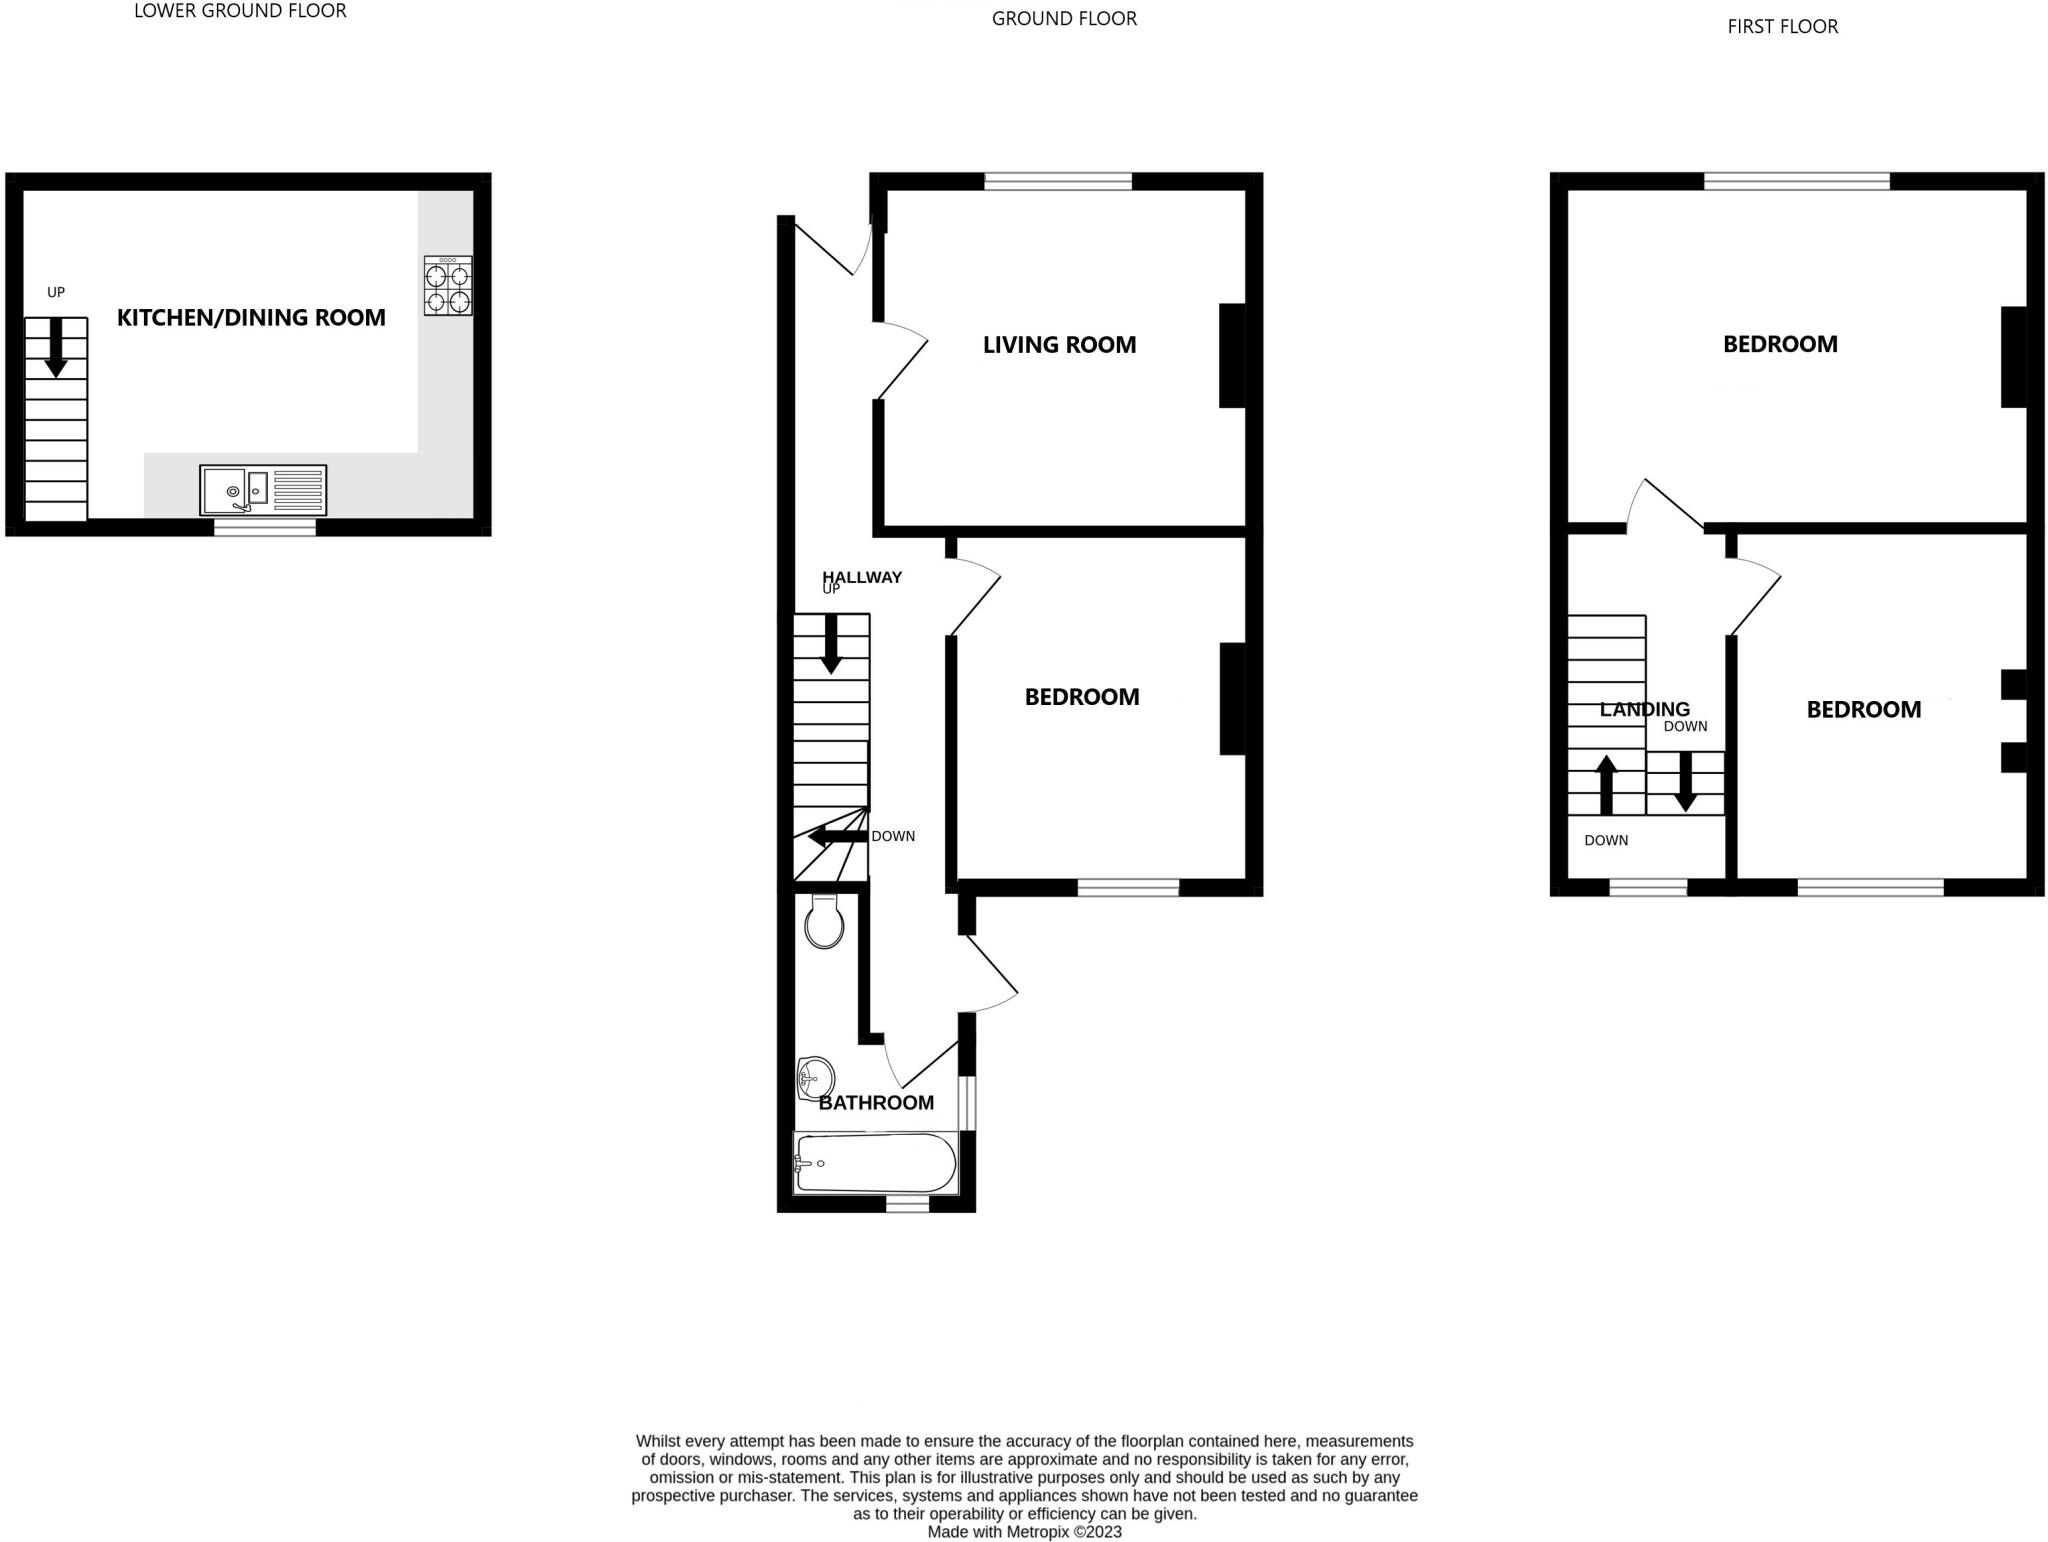 LOWER GROUND FLOOR
UP
KITCHEN/DINING ROOM
GROUND FLOOR
LIVING ROOM
HALLWAY
UP
BEDROOM
DOWN
BATHROOM
FIRST FLOOR
BEDROOM
LANDING
DOWN
BEDROOM
DOWN
Whilst every attempt has been made to ensure the accuracy of the floorplan contained here, measurements
of doors, windows, rooms and any other items are approximate and no responsibility is taken for any error,
omission or mis-statement. This plan is for illustrative purposes only and should be used as such by any
prospective purchaser. The services, systems and appliances shown have not been tested and no guarantee
as to their operability or efficiency can be given.
Made with Metropix ©2023